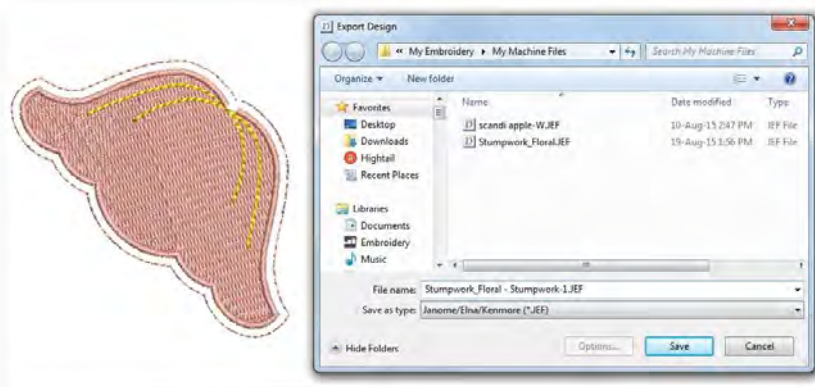 Export Design
« My Embroidery ▸ My Machine Files
Search My Machine Files
Organize ▾ New folder
Name Date modified Type
Favorites
Desktop
Downloads
Hightail
Recent Places
Libraries
Documents
Embroidery
Music
scandi apple-W.JEF 10-Aug-15 2:47 PM JEF File
Stumpwork_Floral.JEF 19-Aug-15 1:56 PM JEF File
File name: Stumpwork_Floral - Stumpwork-1.JEF
Save as type: Janome/Elna/Kenmore (*.JEF)
Hide Folders
Options...
Save
Cancel